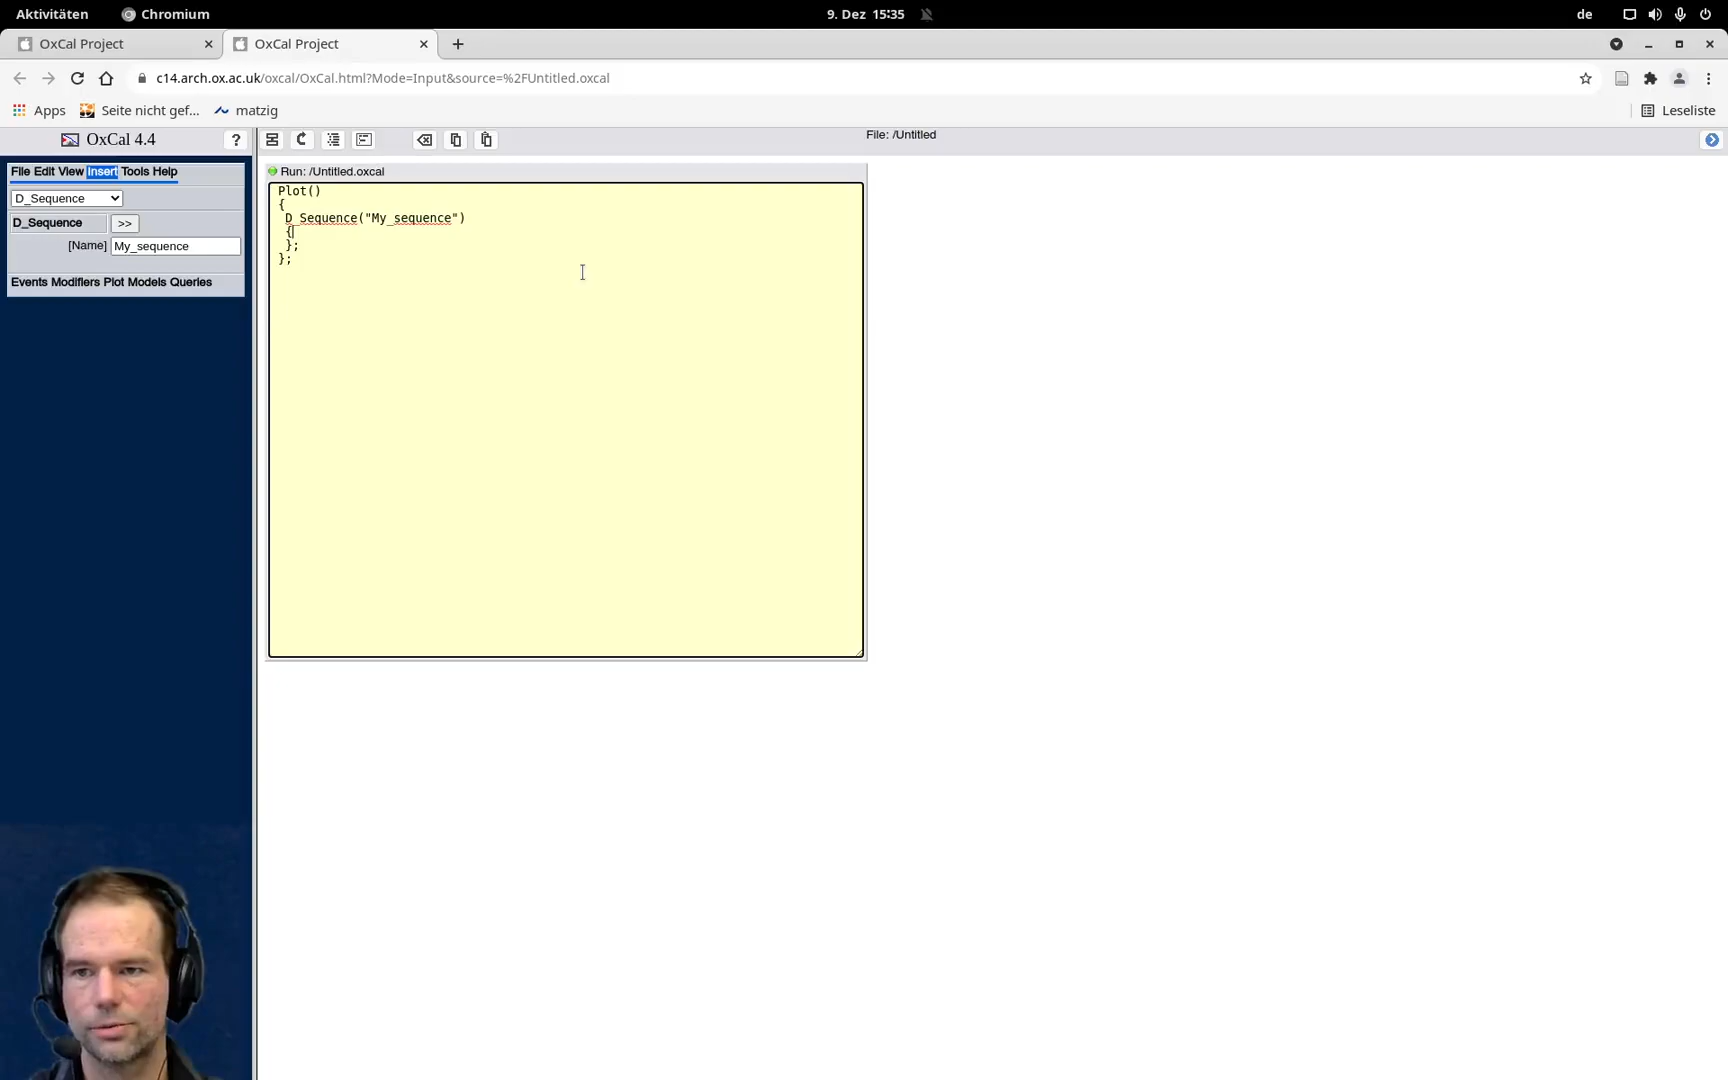 Aktivitäten Chromium 9. Dez 15:35 de
OxCal Project OxCal Project
c14.arch.ox.ac.uk/oxcal/OxCal.html?Mode=Input&source=%2FUntitled.oxcal
Apps Seite nicht gef... matzig Leseliste
OxCal 4.4 ? File: /Untitled
File Edit View Insert Tools Help
Run: /Untitled.oxcal
D_Sequence
D_Sequence >>
[Name] My_sequence
Events Modifiers Plot Models Queries
Plot()
{
D_Sequence("My_sequence")
{
};
};